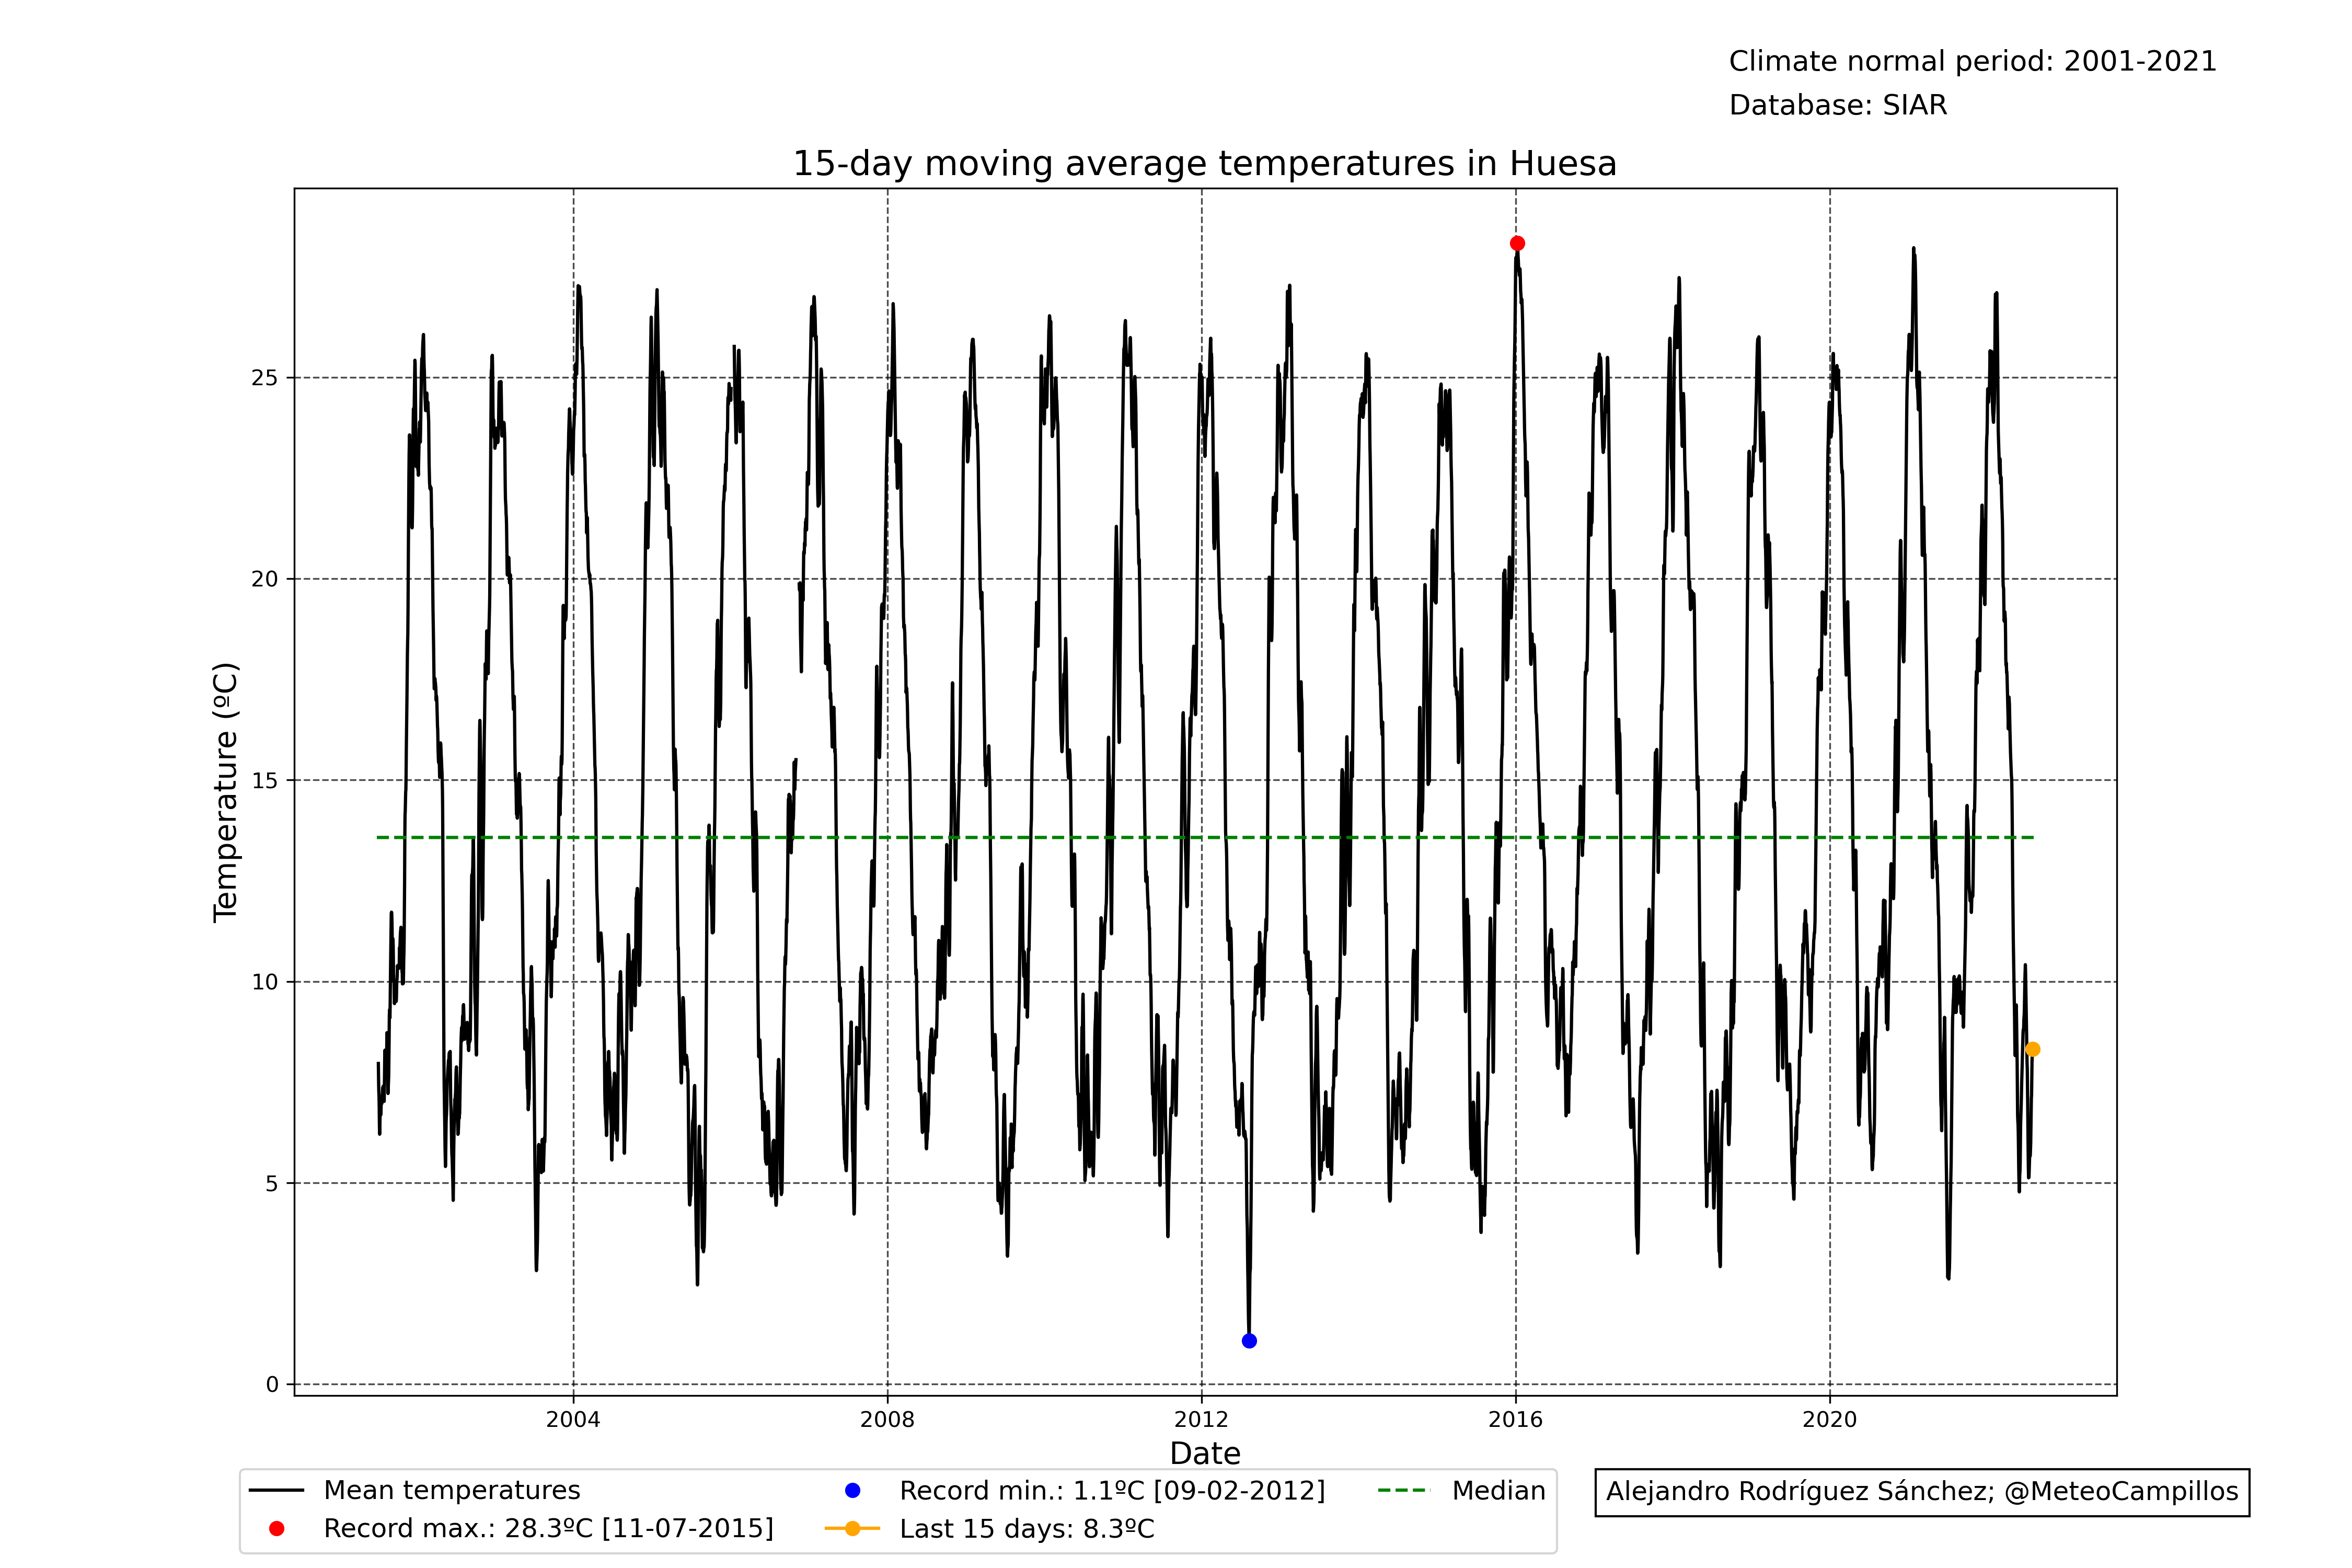 Climate normal period: 2001-2021
Database: SIAR
15-day moving average temperatures in Huesa
Temperature (ºC)
25
20
15
10
5
0
2004
2008
2012
2016
2020
Date
Mean temperatures
Record max.: 28.3ºC [11-07-2015]
Record min.: 1.1ºC [09-02-2012]
Last 15 days: 8.3ºC
Median
Alejandro Rodríguez Sánchez; @MeteoCampillos